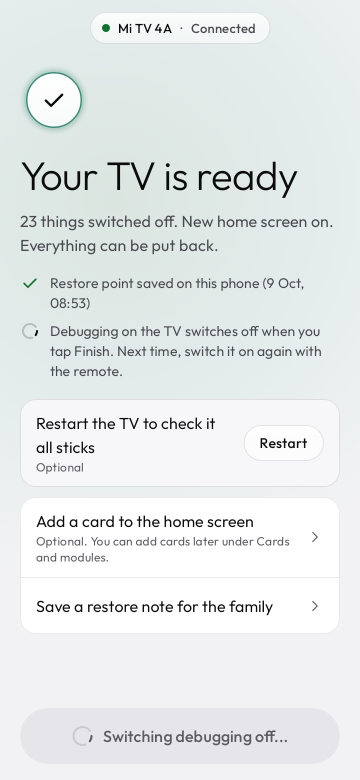 Mi TV 4A · Connected
Your TV is ready
23 things switched off. New home screen on.
Everything can be put back.
Restore point saved on this phone (9 Oct,
08:53)
Debugging on the TV switches off when you
tap Finish. Next time, switch it on again with
the remote.
Restart the TV to check it
all sticks
Optional
Restart
Add a card to the home screen
Optional. You can add cards later under Cards
and modules.
Save a restore note for the family
Switching debugging off...